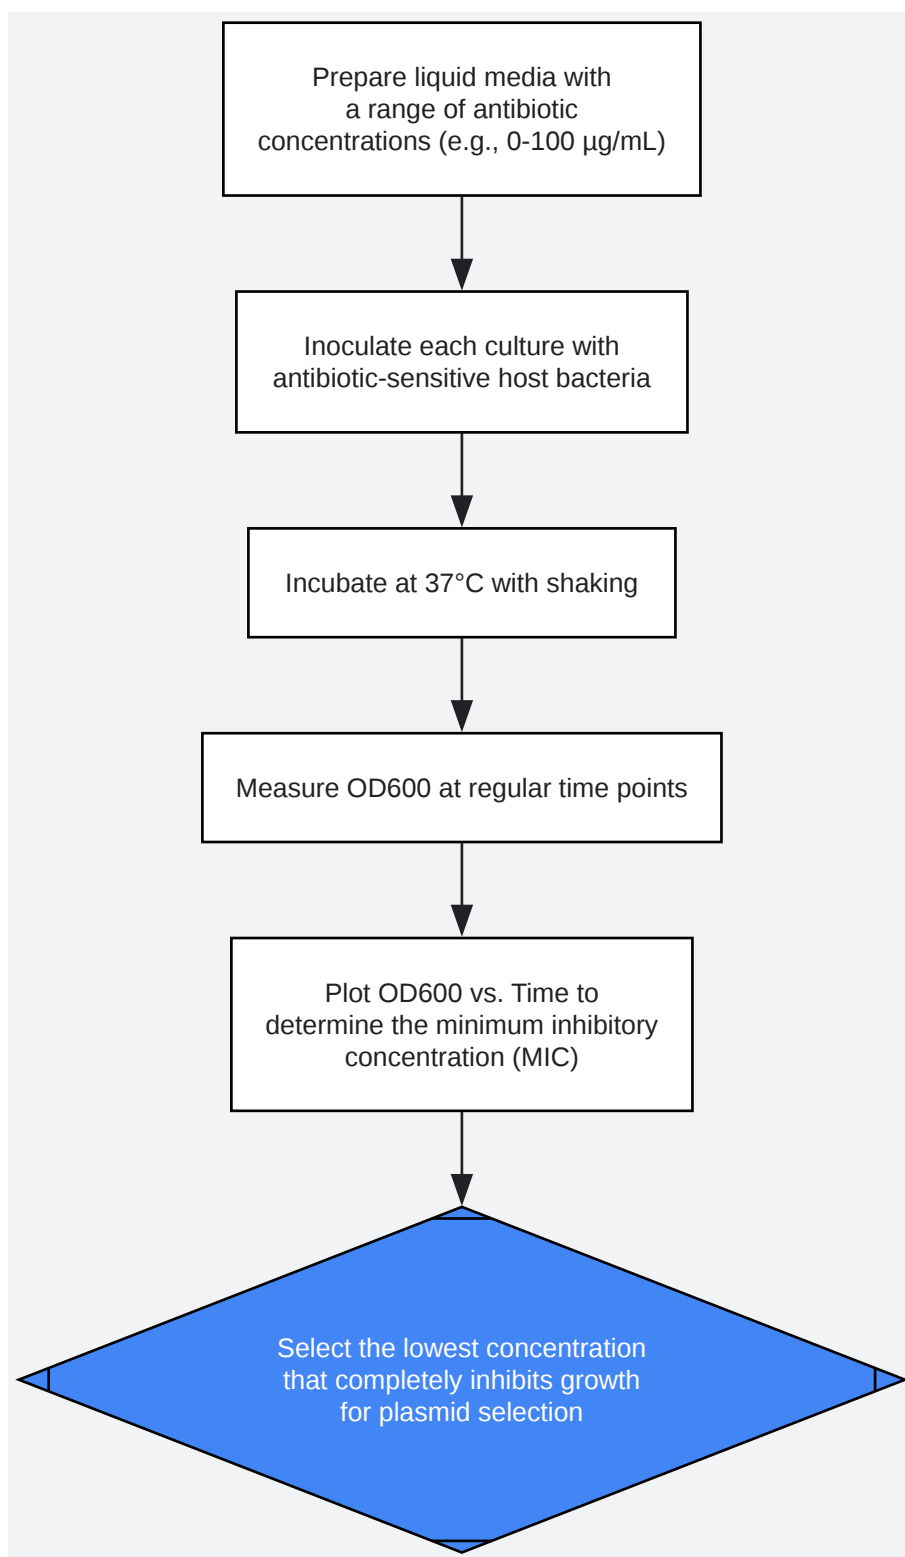 Prepare liquid media with
a range of antibiotic
concentrations (e.g., 0-100 µg/mL)
Inoculate each culture with
antibiotic-sensitive host bacteria
Incubate at 37°C with shaking
Measure OD600 at regular time points
Plot OD600 vs. Time to
determine the minimum inhibitory
concentration (MIC)
Select the lowest concentration
that completely inhibits growth
for plasmid selection